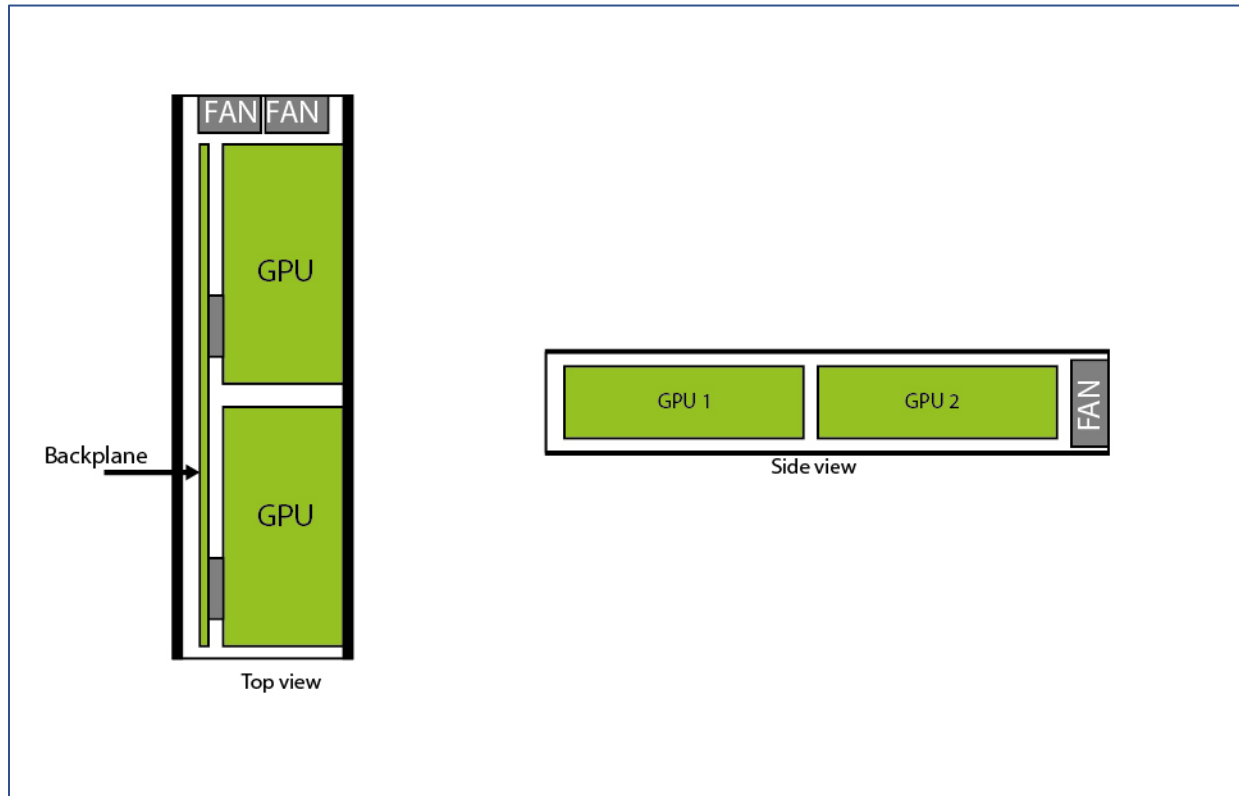 FAN FAN
GPU
Backplane
GPU
Top view
GPU 1 GPU 2 FAN
Side view